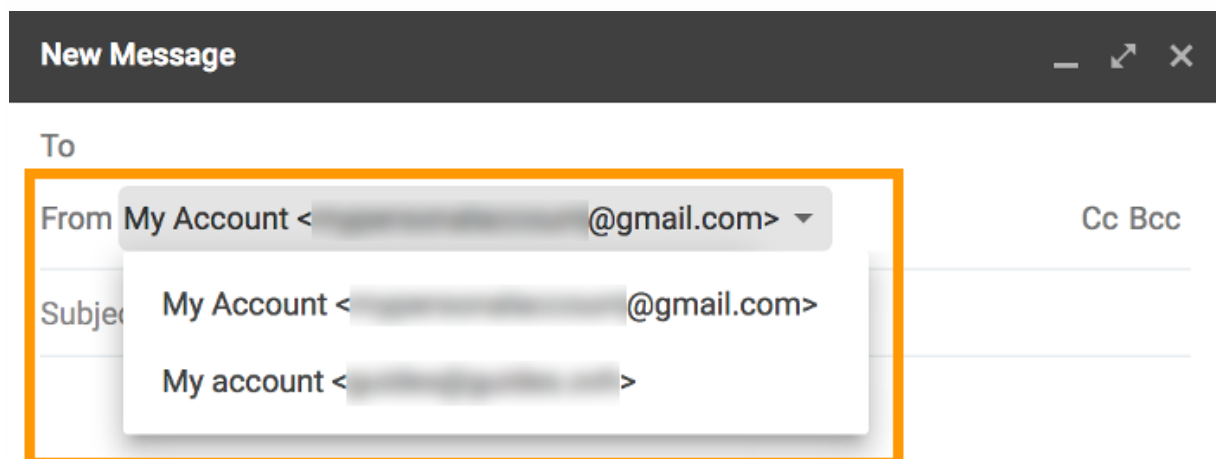 New Message
To
From My Account < @gmail.com> Cc Bcc
Subjec
My Account < @gmail.com>
My account < >